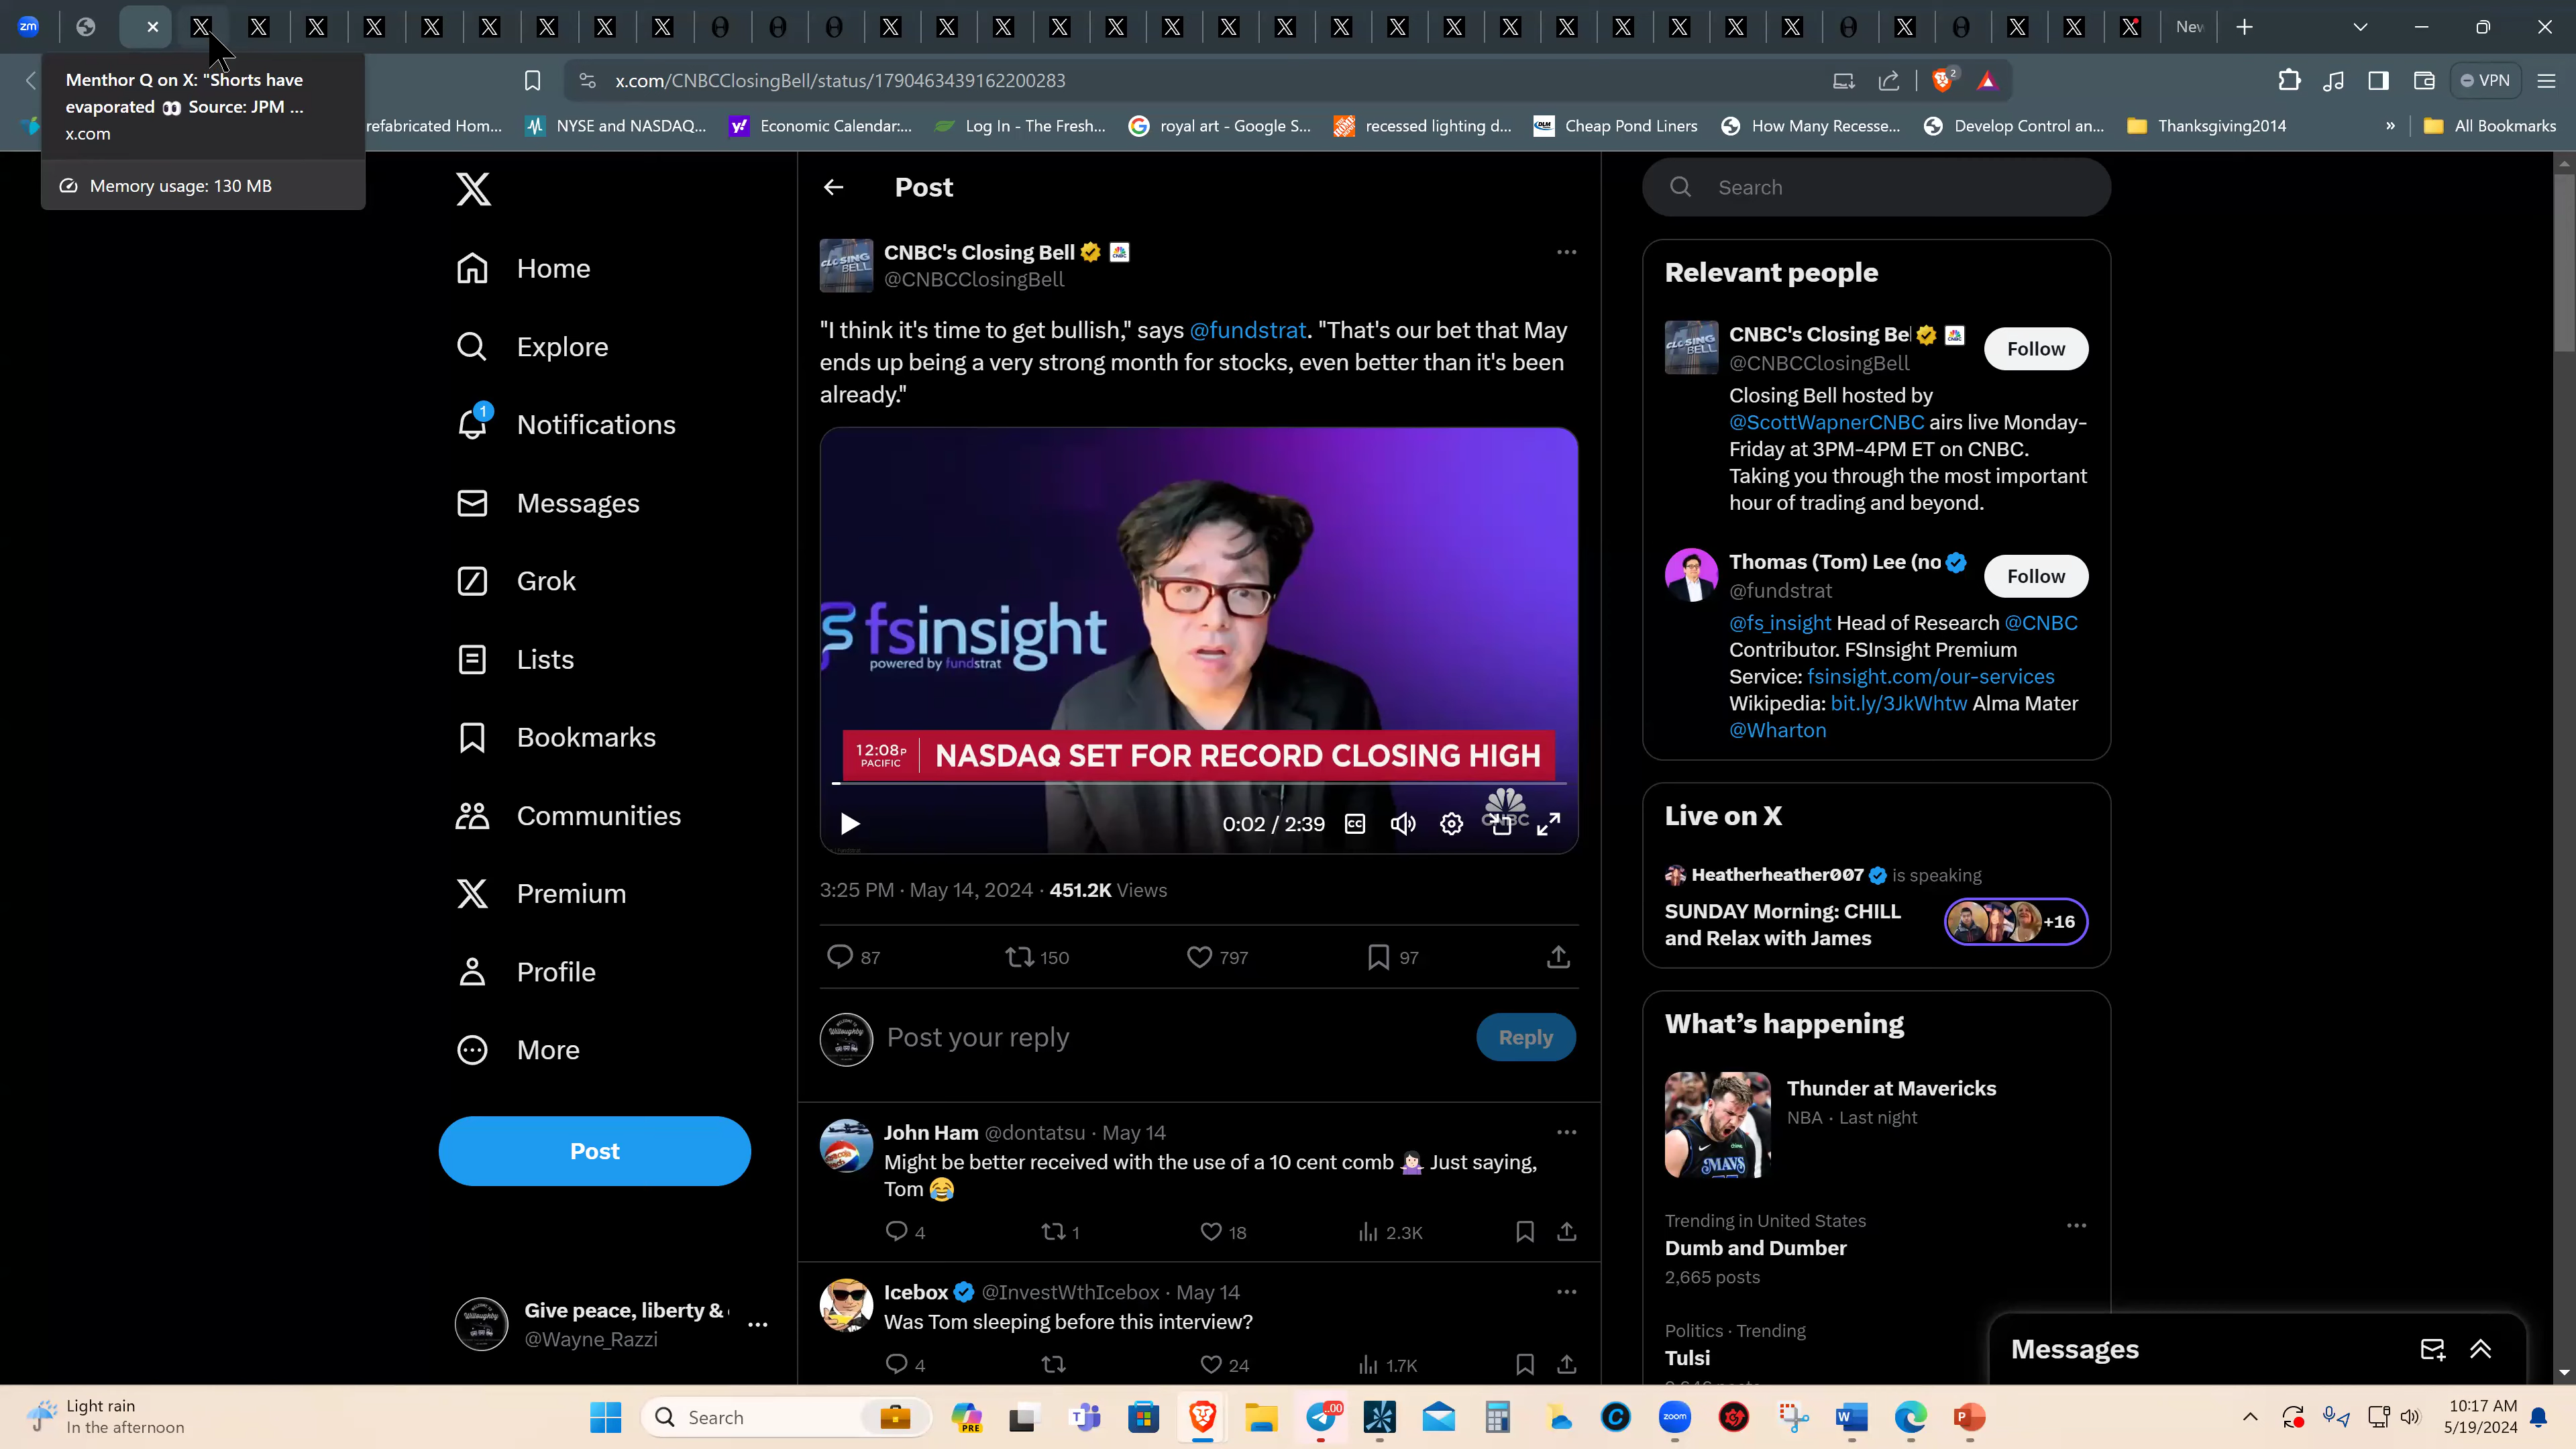 zm
New
Menthor Q on X: "Shorts have
evaporated 👀 Source: JPM ...
x.com
Memory usage: 130 MB
x.com/CNBCClosingBell/status/1790463439162200283
2
VPN
refabricated Hom...
NYSE and NASDAQ...
Economic Calendar:...
Log In - The Fresh...
royal art - Google S...
recessed lighting d...
Cheap Pond Liners
How Many Recesse...
Develop Control an...
Thanksgiving2014
»
All Bookmarks
Home
Explore
1
Notifications
Messages
Grok
Lists
Bookmarks
Communities
Premium
Profile
More
Post
Give peace, liberty &
@Wayne_Razzi
Post
CNBC's Closing Bell
@CNBCClosingBell
"I think it's time to get bullish," says @fundstrat. "That's our bet that May
ends up being a very strong month for stocks, even better than it's been
already."
fsinsight
powered by fundstrat
12:08P
PACIFIC
NASDAQ SET FOR RECORD CLOSING HIGH
CNBC
0:02 / 2:39
CC
3:25 PM · May 14, 2024 · 451.2K Views
87 150 797 97
Post your reply
Reply
John Ham @dontatsu · May 14
Might be better received with the use of a 10 cent comb 🤷🏻‍♀️ Just saying,
Tom 😂
4 1 18 2.3K
Icebox @InvestWthIcebox · May 14
Was Tom sleeping before this interview?
4 24 1.7K
Search
Relevant people
CNBC's Closing Be
@CNBCClosingBell
Follow
Closing Bell hosted by
@ScottWapnerCNBC airs live Monday-
Friday at 3PM-4PM ET on CNBC.
Taking you through the most important
hour of trading and beyond.
Thomas (Tom) Lee (no
@fundstrat
Follow
@fs_insight Head of Research @CNBC
Contributor. FSInsight Premium
Service: fsinsight.com/our-services
Wikipedia: bit.ly/3JkWhtw Alma Mater
@Wharton
Live on X
Heatherheather007 is speaking
SUNDAY Morning: CHILL
and Relax with James
+16
What's happening
Thunder at Mavericks
NBA · Last night
MAVS
Trending in United States
Dumb and Dumber
2,665 posts
Politics · Trending
Tulsi
Messages
Light rain
In the afternoon
Search
PRE
.00
zoom
10:17 AM
5/19/2024